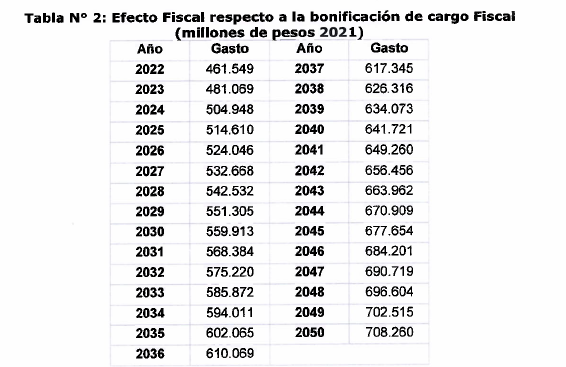 Tabla N° 2: Efecto Fiscal respecto a la bonificación de cargo Fiscal
(millones de pesos 2021)
Año Gasto Año Gasto
2022 461.549 2037 617.345
2023 481.069 2038 626.316
2024 504.948 2039 634.073
2025 514.610 2040 641.721
2026 524.046 2041 649.260
2027 532.668 2042 656.456
2028 542.532 2043 663.962
2029 551.305 2044 670.909
2030 559.913 2045 677.654
2031 568.384 2046 684.201
2032 575.220 2047 690.719
2033 585.872 2048 696.604
2034 594.011 2049 702.515
2035 602.065 2050 708.260
2036 610.069